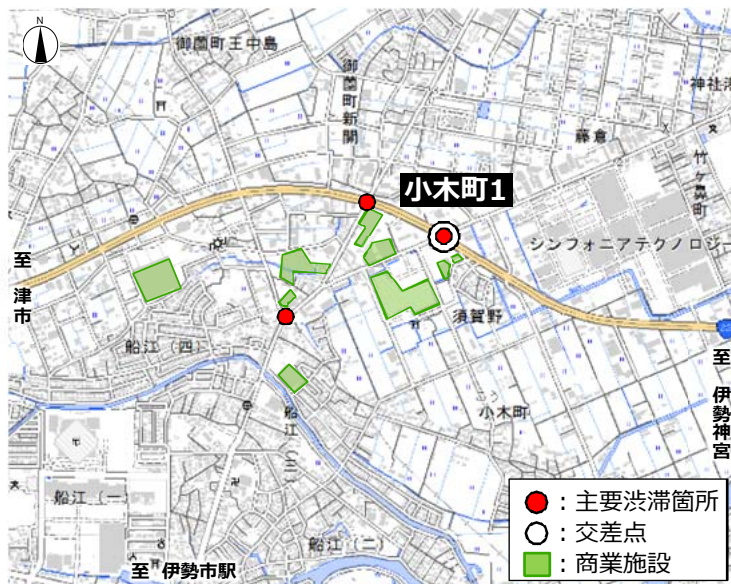 N
御薗町王中島
御薗町新開
神社港
藤倉
竹ケ鼻町
小木町1
シンフォニアテクノロジー
至 津市
須賀野
船江（四）
至 伊勢神宮
小木町
船江（三）
船江（一）
船江（二）
至 伊勢市駅
：主要渋滞箇所
：交差点
：商業施設